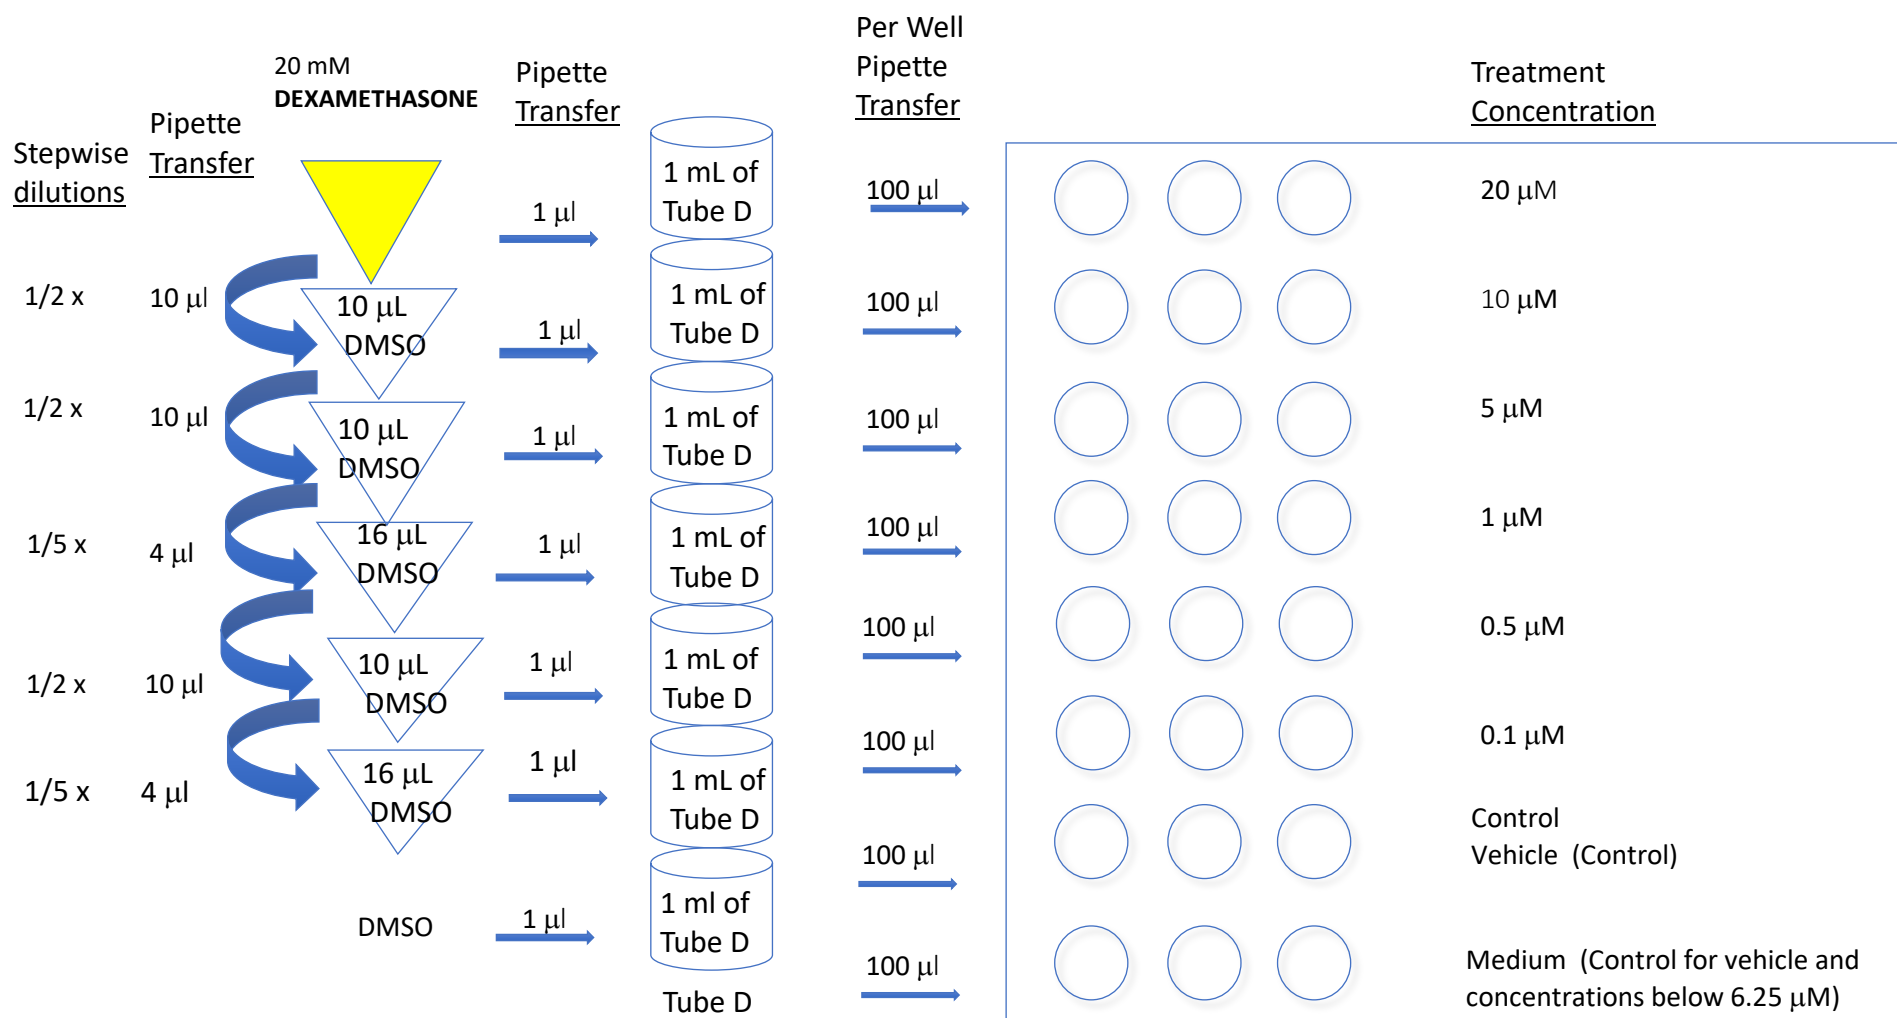 Stepwise
dilutions
Pipette
Transfer
20 mM
DEXAMETHASONE
Pipette
Transfer
Per Well
Pipette
Transfer
Treatment
Concentration
1 μl
1 mL of
Tube D
100 μl
20 μM
1/2 x
10 μl
10 μL
DMSO
1 μl
1 mL of
Tube D
100 μl
10 μM
1/2 x
10 μl
10 μL
DMSO
1 μl
1 mL of
Tube D
100 μl
5 μM
1/5 x
4 μl
16 μL
DMSO
1 μl
1 mL of
Tube D
100 μl
1 μM
1/2 x
10 μl
10 μL
DMSO
1 μl
1 mL of
Tube D
100 μl
0.5 μM
1/5 x
4 μl
16 μL
DMSO
1 μl
1 mL of
Tube D
100 μl
0.1 μM
DMSO
1 μl
1 ml of
Tube D
100 μl
Control
Vehicle (Control)
Tube D
100 μl
Medium (Control for vehicle and
concentrations below 6.25 μM)